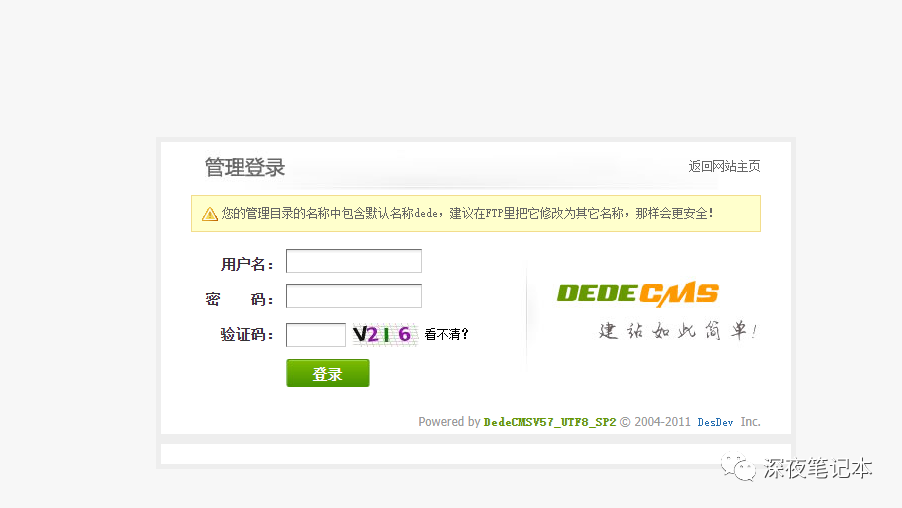 管理登录
返回网站主页
您的管理目录的名称中包含默认名称dede，建议在FTP里把它修改为其它名称，那样会更安全！
用户名：
密 码：
验证码： V2I6 看不清？
登录
DEDECMS
建站如此简单！
Powered by DedeCMSV57_UTF8_SP2 © 2004-2011 DesDev Inc.
深夜笔记本